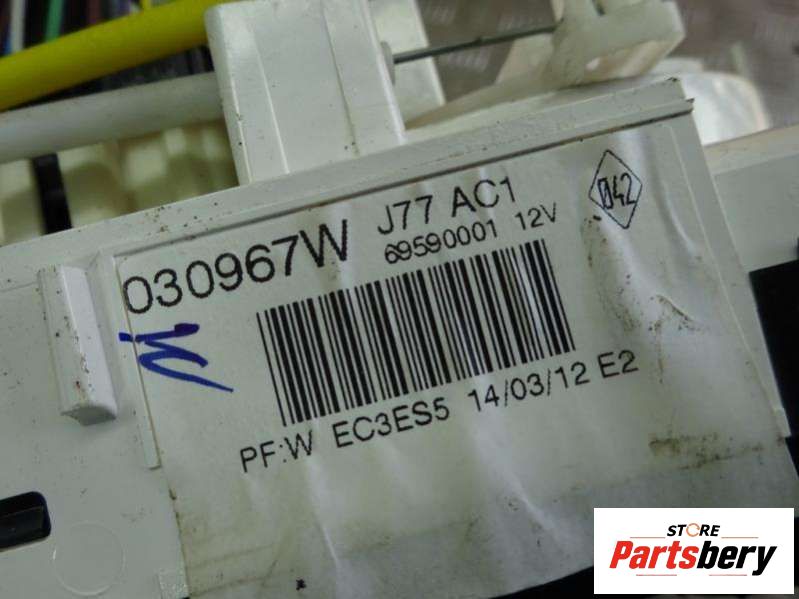 030967W J77 AC1
69590001 12V
042
PF:W EC3ES5 14/03/12 E2
STORE
Partsbery